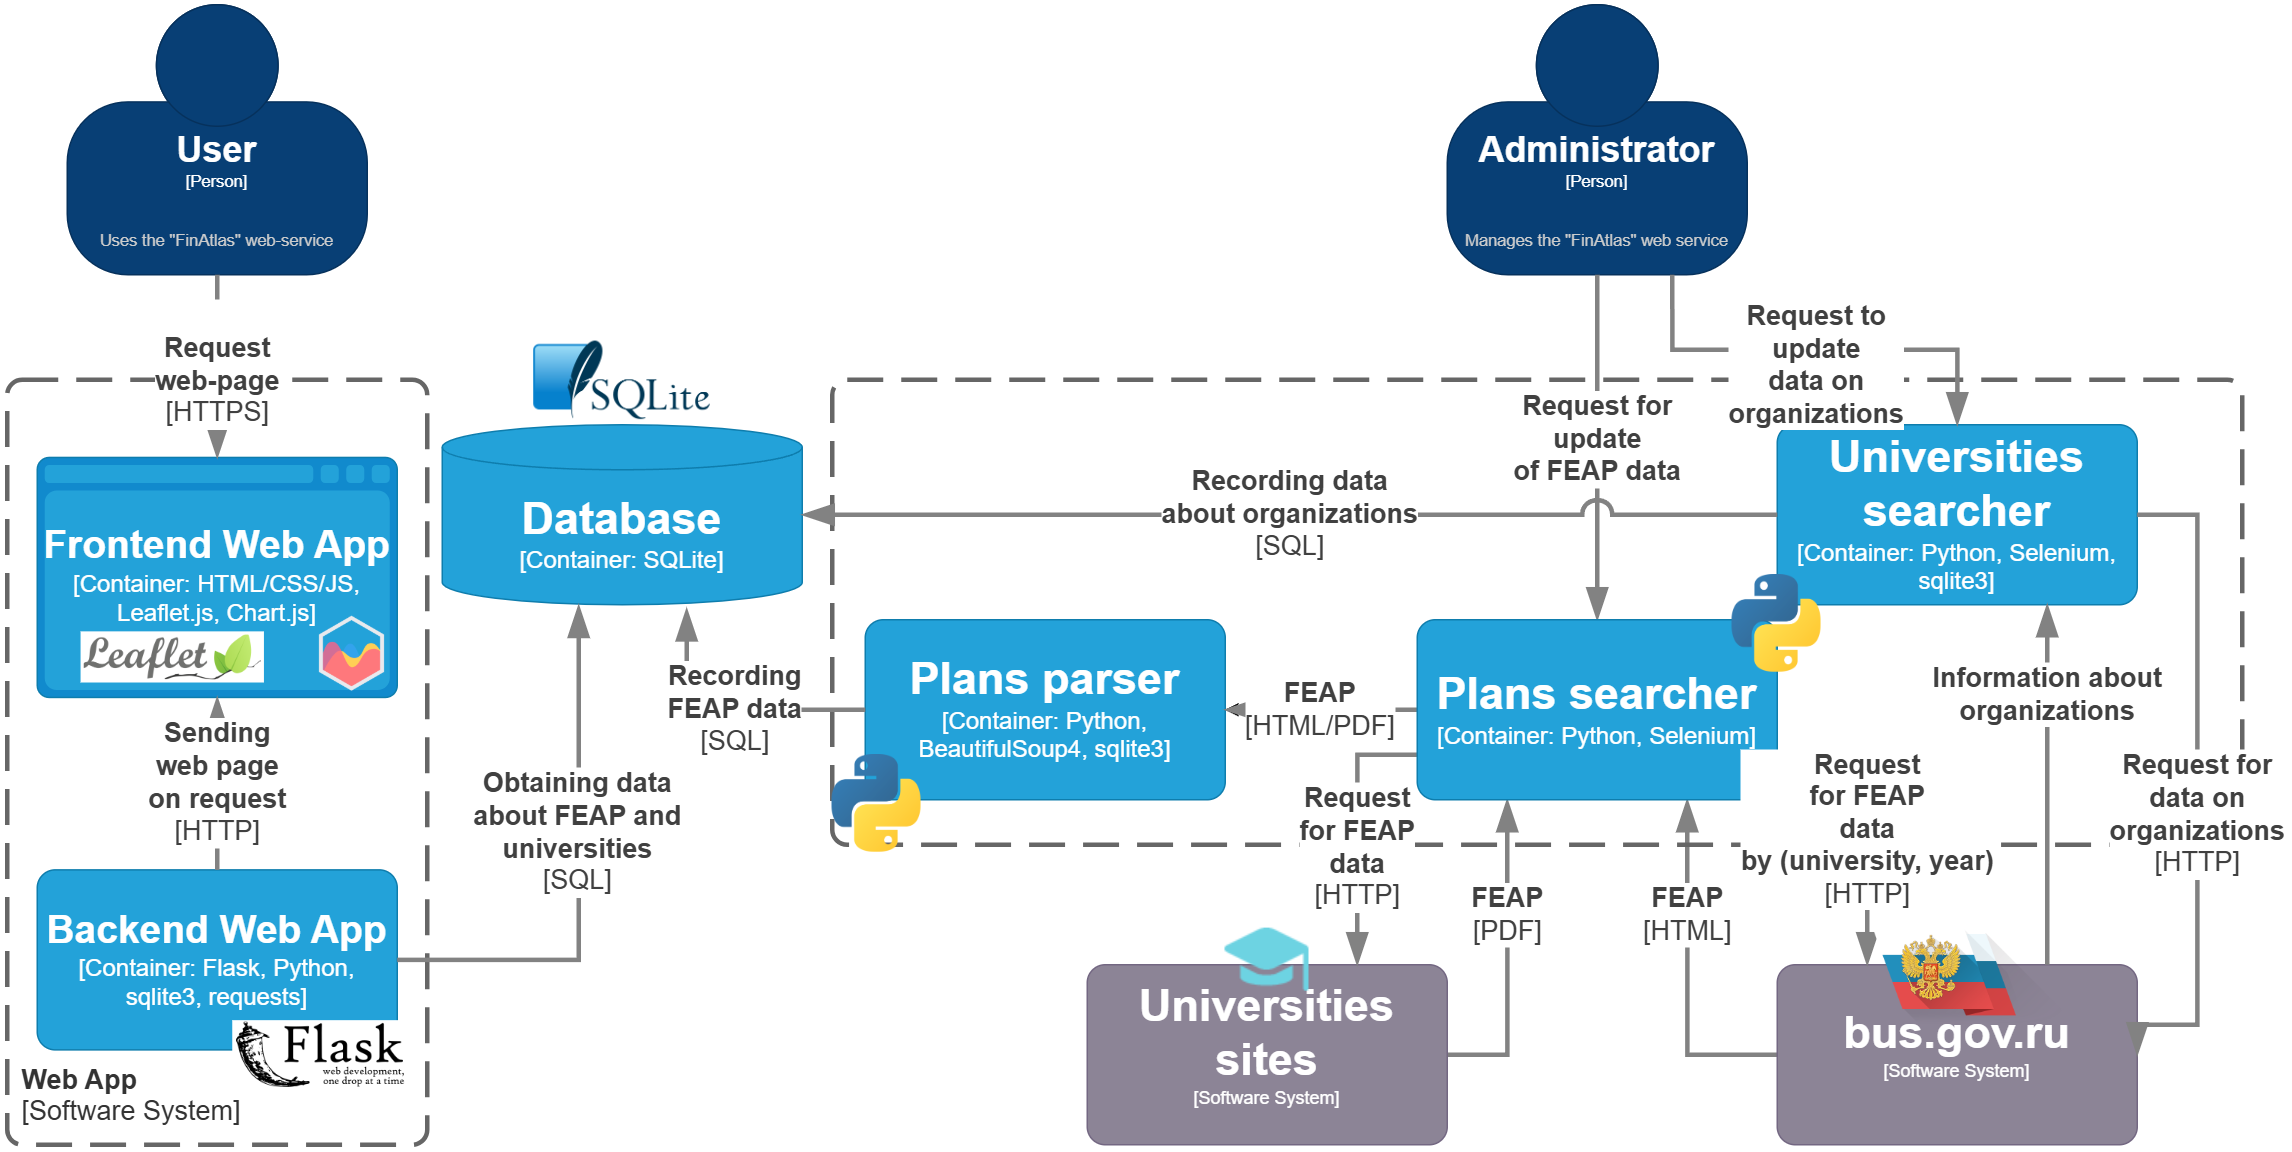 User
[Person]
Uses the "FinAtlas" web-service
Administrator
[Person]
Manages the "FinAtlas" web service
Request
web-page
[HTTPS]
Request to
update
data on
organizations
SQLite
Request for
update
of FEAP data
Frontend Web App
[Container: HTML/CSS/JS,
Leaflet.js, Chart.js]
Leaflet
Database
[Container: SQLite]
Recording data
about organizations
[SQL]
Universities
searcher
[Container: Python, Selenium,
sqlite3]
Sending
web page
on request
[HTTP]
Recording
FEAP data
[SQL]
Plans parser
[Container: Python,
BeautifulSoup4, sqlite3]
FEAP
[HTML/PDF]
Plans searcher
[Container: Python, Selenium]
Information about
organizations
Obtaining data
about FEAP and
universities
[SQL]
Request
for FEAP
data
[HTTP]
FEAP
[PDF]
FEAP
[HTML]
Request
for FEAP
data
by (university, year)
[HTTP]
Request for
data on
organizations
[HTTP]
Backend Web App
[Container: Flask, Python,
sqlite3, requests]
Flask
web development,
one drop at a time
Web App
[Software System]
Universities
sites
[Software System]
bus.gov.ru
[Software System]